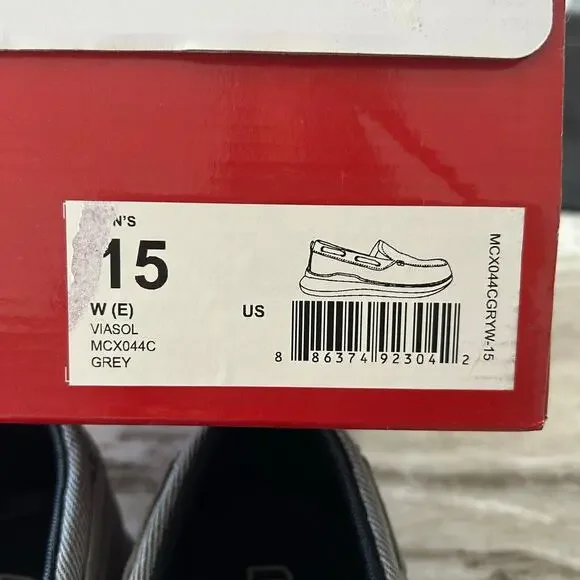 N'S
15
W (E)
US
VIASOL
MCX044C
GREY
8 86374 92304 2
MCX044CGRYW-15